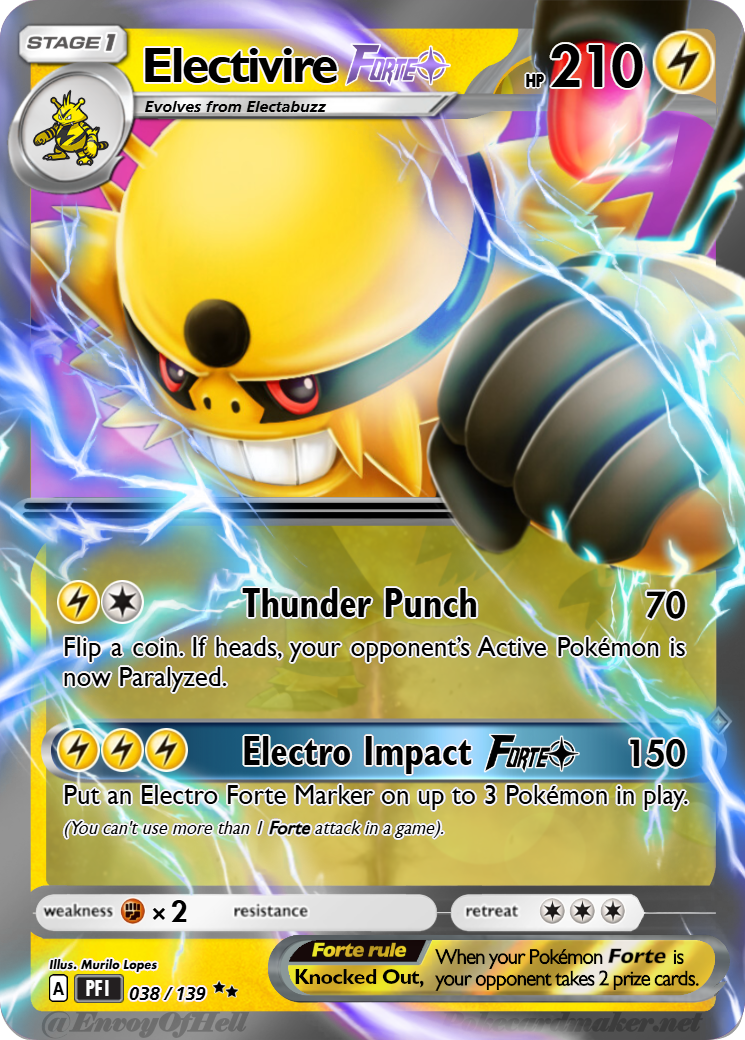 STAGE 1
Electivire FORTE HP 210
Evolves from Electabuzz
Thunder Punch 70
Flip a coin. If heads, your opponent's Active Pokémon is
now Paralyzed.
Electro Impact FORTE 150
Put an Electro Forte Marker on up to 3 Pokémon in play.
(You can't use more than 1 Forte attack in a game).
weakness × 2 resistance retreat
Forte rule
Knocked Out,
When your Pokémon Forte is
your opponent takes 2 prize cards.
Illus. Murilo Lopes
A PFI 038 / 139
@EnvoyOfHell